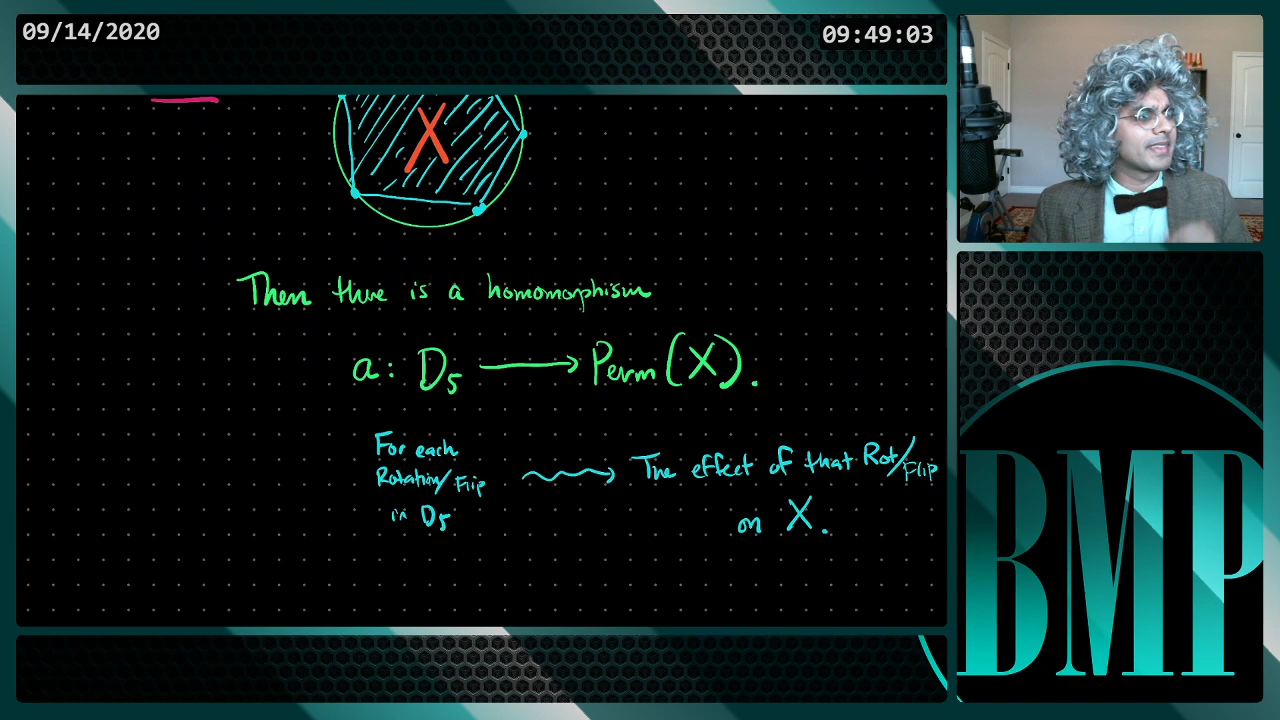 09/14/2020
09:49:03
X
Then there is a homomorphism
a: D₅ ⟶ Perm(X).
For each
Rotation/Flip
in D₅
The effect of that Rot/Flip
on X.
BMP